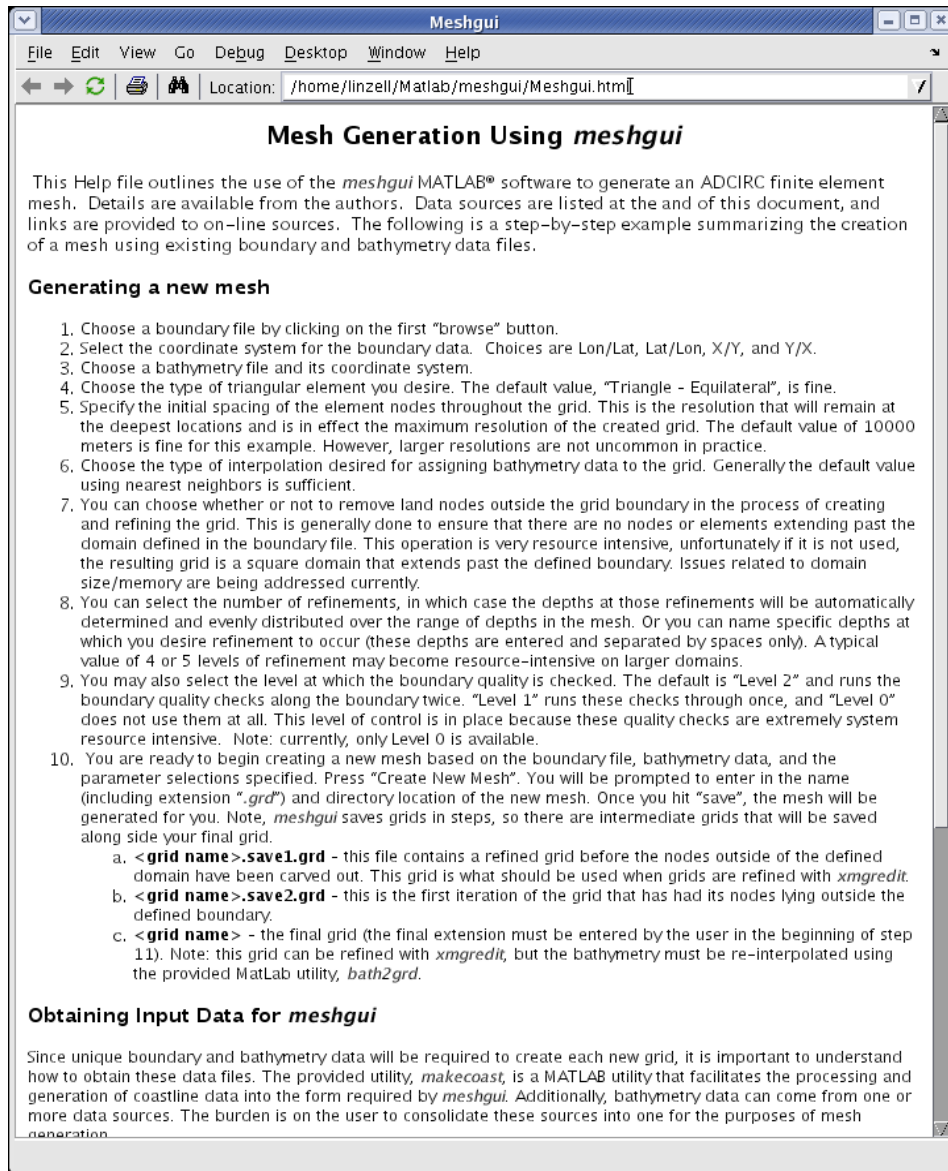 Meshgui
File Edit View Go Debug Desktop Window Help
Location: /home/linzell/Matlab/meshgui/Meshgui.html
Mesh Generation Using meshgui
This Help file outlines the use of the meshgui MATLAB® software to generate an ADCIRC finite element
mesh. Details are available from the authors. Data sources are listed at the end of this document, and
links are provided to on-line sources. The following is a step-by-step example summarizing the creation
of a mesh using existing boundary and bathymetry data files.
Generating a new mesh
1. Choose a boundary file by clicking on the first "browse" button.
2. Select the coordinate system for the boundary data. Choices are Lon/Lat, Lat/Lon, X/Y, and Y/X.
3. Choose a bathymetry file and its coordinate system.
4. Choose the type of triangular element you desire. The default value, "Triangle - Equilateral", is fine.
5. Specify the initial spacing of the element nodes throughout the grid. This is the resolution that will remain at
the deepest locations and is in effect the maximum resolution of the created grid. The default value of 10000
meters is fine for this example. However, larger resolutions are not uncommon in practice.
6. Choose the type of interpolation desired for assigning bathymetry data to the grid. Generally the default value
using nearest neighbors is sufficient.
7. You can choose whether or not to remove land nodes outside the grid boundary in the process of creating
and refining the grid. This is generally done to ensure that there are no nodes or elements extending past the
domain defined in the boundary file. This operation is very resource intensive, unfortunately if it is not used,
the resulting grid is a square domain that extends past the defined boundary. Issues related to domain
size/memory are being addressed currently.
8. You can select the number of refinements, in which case the depths at those refinements will be automatically
determined and evenly distributed over the range of depths in the mesh. Or you can name specific depths at
which you desire refinement to occur (these depths are entered and separated by spaces only). A typical
value of 4 or 5 levels of refinement may become resource-intensive on larger domains.
9. You may also select the level at which the boundary quality is checked. The default is "Level 2" and runs the
boundary quality checks along the boundary twice. "Level 1" runs these checks through once, and "Level 0"
does not use them at all. This level of control is in place because these quality checks are extremely system
resource intensive. Note: currently, only Level 0 is available.
10. You are ready to begin creating a new mesh based on the boundary file, bathymetry data, and the
parameter selections specified. Press "Create New Mesh". You will be prompted to enter in the name
(including extension ".grd") and directory location of the new mesh. Once you hit "save", the mesh will be
generated for you. Note, meshgui saves grids in steps, so there are intermediate grids that will be saved
along side your final grid.
a. <grid name>.save1.grd - this file contains a refined grid before the nodes outside of the defined
domain have been carved out. This grid is what should be used when grids are refined with xmgredit.
b. <grid name>.save2.grd - this is the first iteration of the grid that has had its nodes lying outside the
defined boundary.
c. <grid name> - the final grid (the final extension must be entered by the user in the beginning of step
11). Note: this grid can be refined with xmgredit, but the bathymetry must be re-interpolated using
the provided MatLab utility, bath2grd.
Obtaining Input Data for meshgui
Since unique boundary and bathymetry data will be required to create each new grid, it is important to understand
how to obtain these data files. The provided utility, makecoast, is a MATLAB utility that facilitates the processing and
generation of coastline data into the form required by meshgui. Additionally, bathymetry data can come from one or
more data sources. The burden is on the user to consolidate these sources into one for the purposes of mesh
generation.